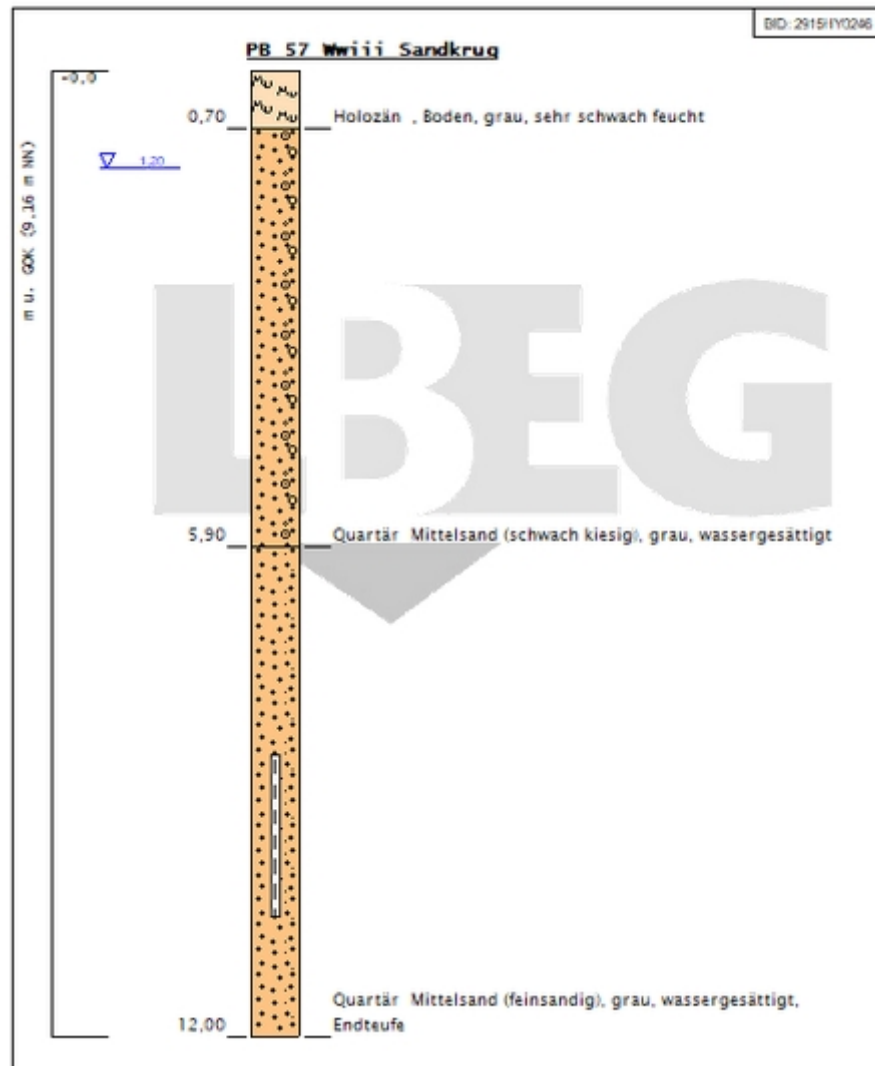 BID: 2915HY0246
PB 57 Wwiii Sandkrug
-0,0
m u. GOK (9,16 m NN)
0,70 Holozän , Boden, grau, sehr schwach feucht
1,20
LBEG
5,90 Quartär Mittelsand (schwach kiesig), grau, wassergesättigt
Quartär Mittelsand (feinsandig), grau, wassergesättigt,
12,00 Endteufe